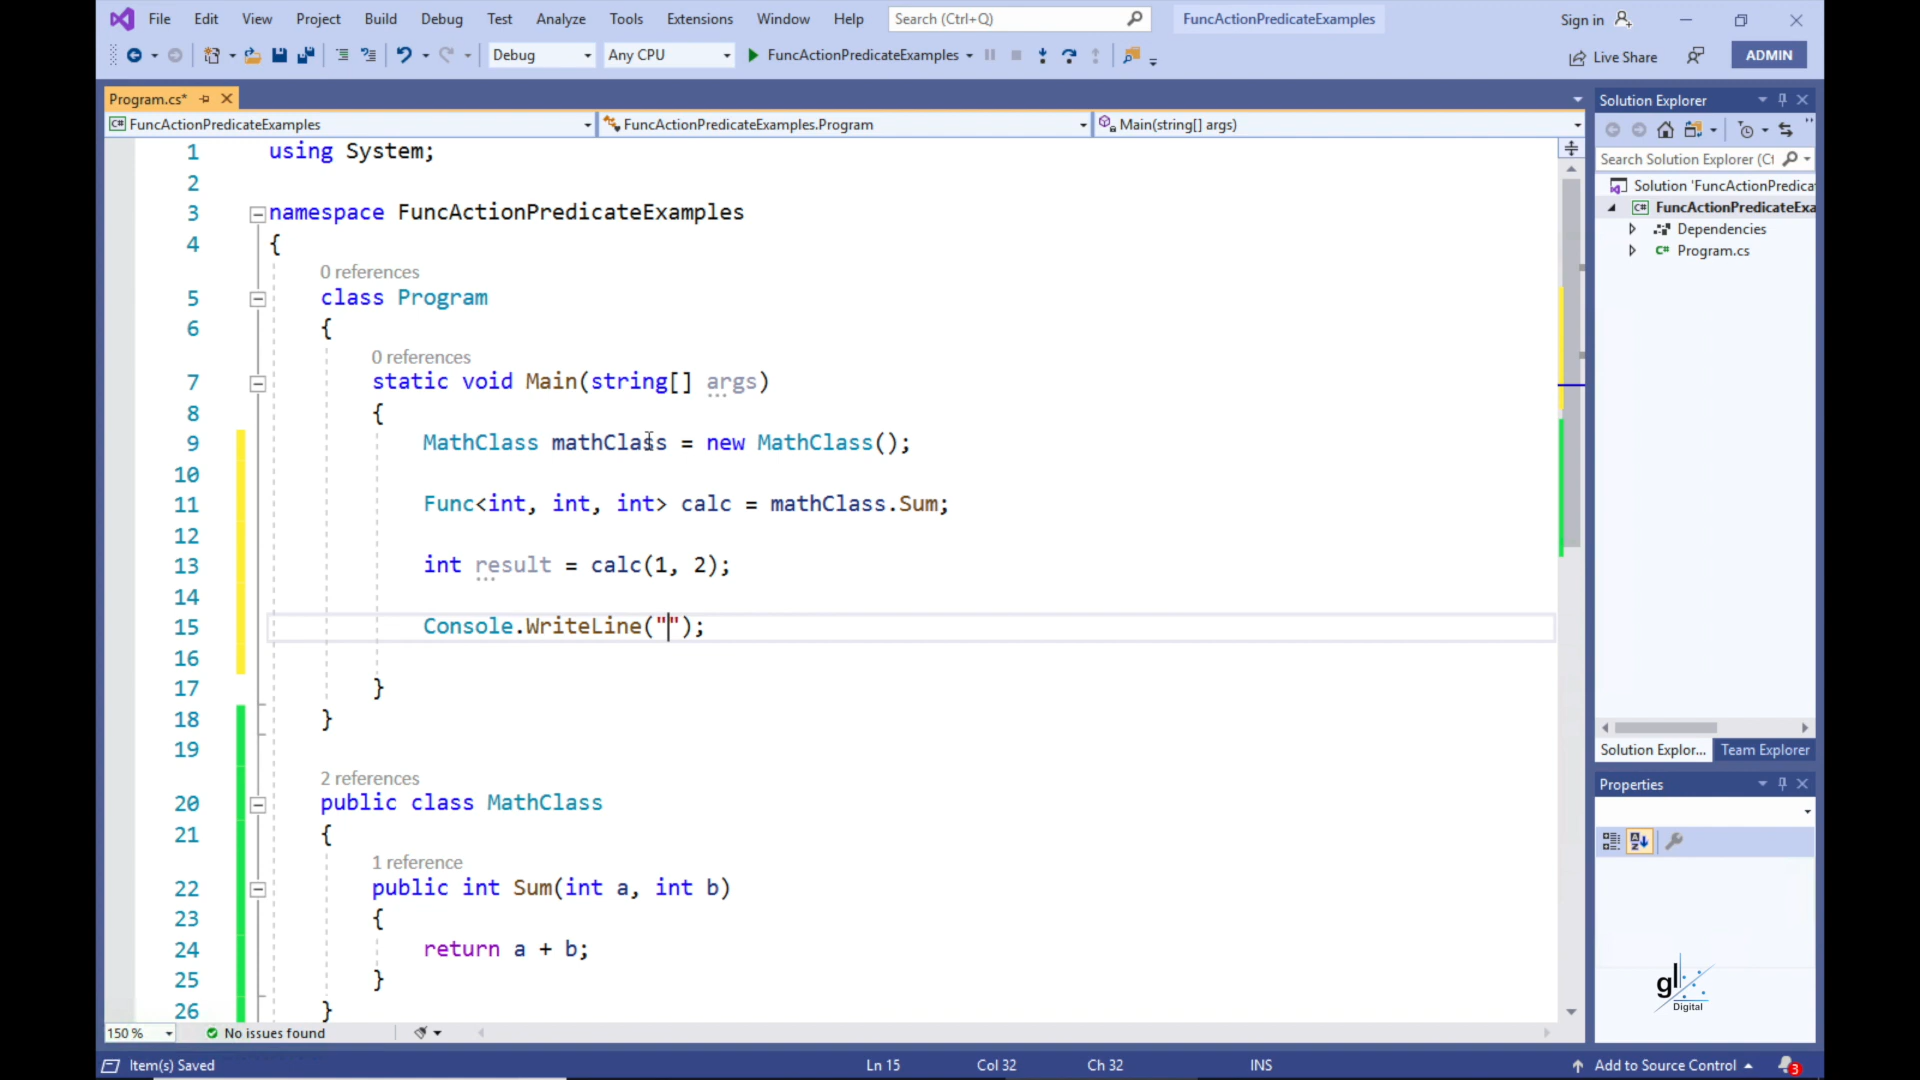 File Edit View Project Build Debug Test Analyze Tools Extensions Window Help Search (Ctrl+Q) FuncActionPredicateExamples Sign in
Debug Any CPU FuncActionPredicateExamples Live Share ADMIN
Program.cs*
FuncActionPredicateExamples FuncActionPredicateExamples.Program Main(string[] args)
1 using System;
2
3 namespace FuncActionPredicateExamples
4 {
0 references
5 class Program
6 {
0 references
7 static void Main(string[] args)
8 {
9 MathClass mathClass = new MathClass();
10
11 Func<int, int, int> calc = mathClass.Sum;
12
13 int result = calc(1, 2);
14
15 Console.WriteLine("");
16
17 }
18 }
19
2 references
20 public class MathClass
21 {
1 reference
22 public int Sum(int a, int b)
23 {
24 return a + b;
25 }
26 }
150 % No issues found
Item(s) Saved Ln 15 Col 32 Ch 32 INS Add to Source Control 3
Solution Explorer
Search Solution Explorer (Ct
Solution 'FuncActionPredica
FuncActionPredicateExa
Dependencies
C# Program.cs
Solution Explor... Team Explorer
Properties
gl
Digital